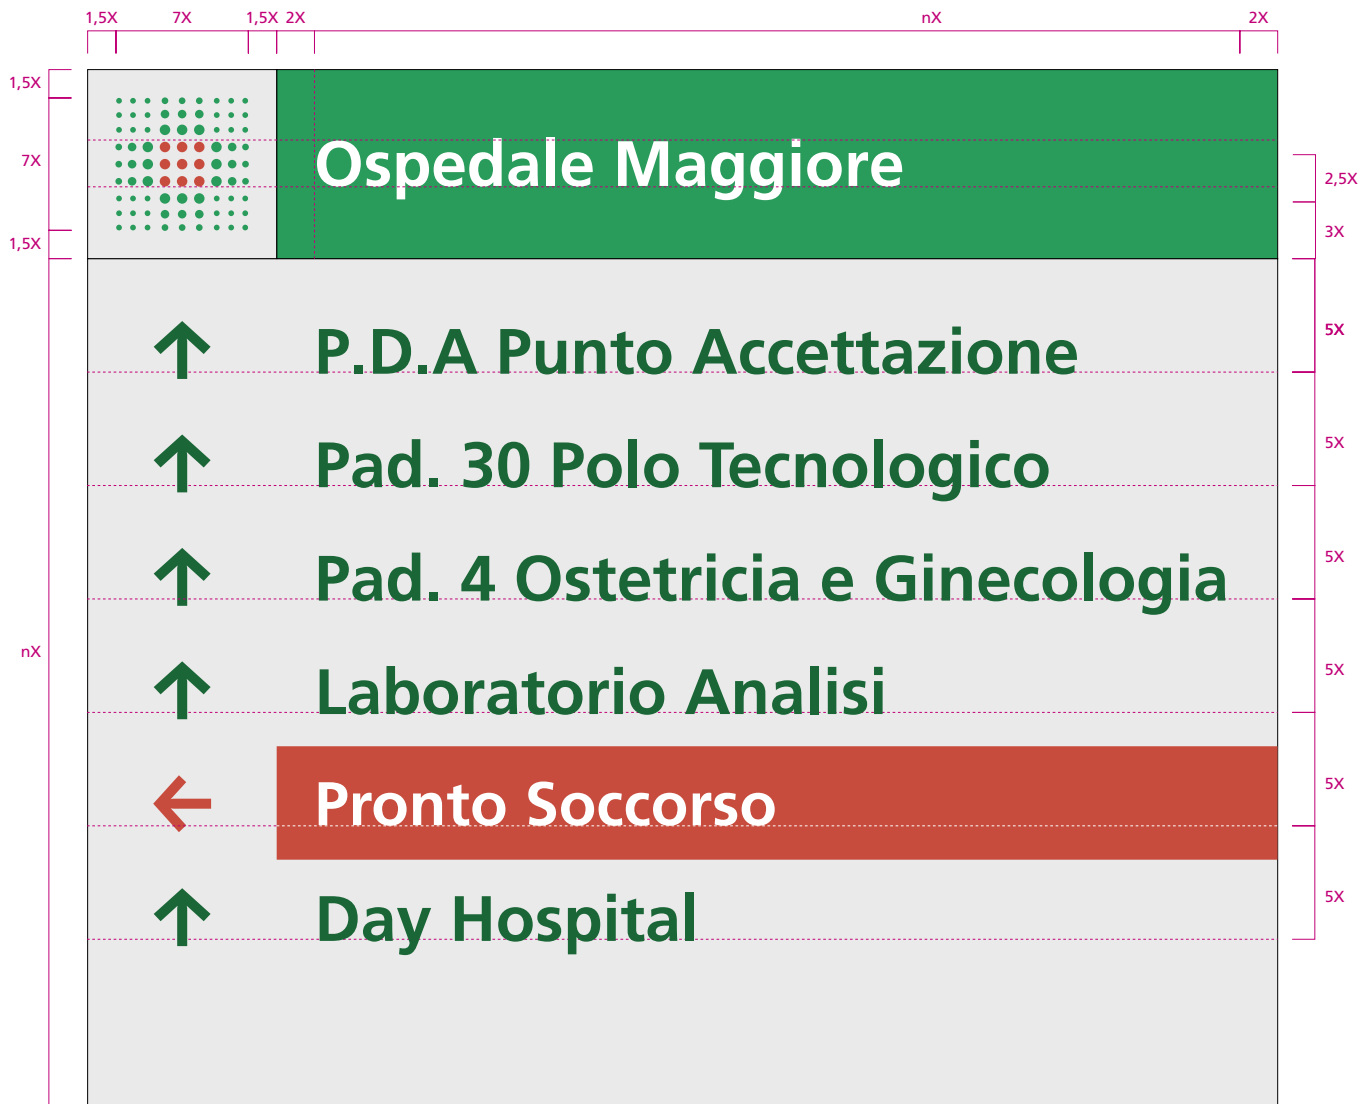 1,5X 7X 1,5X 2X nX 2X
1,5X
7X
1,5X
nX
Ospedale Maggiore
2,5X
3X
P.D.A Punto Accettazione
5X
Pad. 30 Polo Tecnologico
5X
Pad. 4 Ostetricia e Ginecologia
5X
Laboratorio Analisi
5X
Pronto Soccorso
5X
Day Hospital
5X